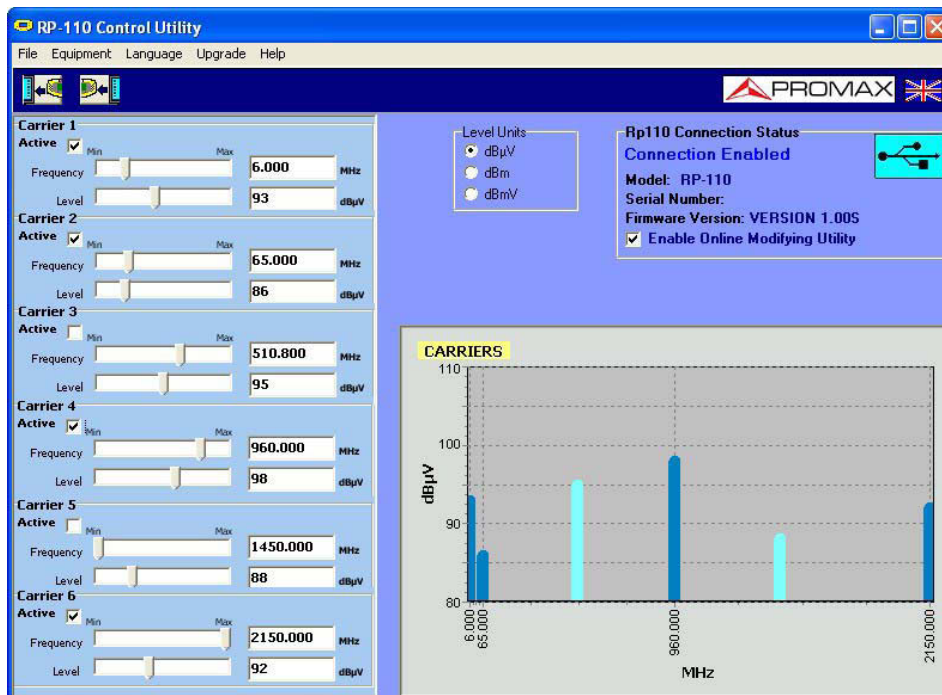 RP-110 Control Utility
File Equipment Language Upgrade Help
PROMAX
Carrier 1
Active
Min Max
Frequency 6.000 MHz
Level 93 dBµV
Carrier 2
Active
Min Max
Frequency 65.000 MHz
Level 86 dBµV
Carrier 3
Active
Min Max
Frequency 510.800 MHz
Level 95 dBµV
Carrier 4
Active
Min Max
Frequency 960.000 MHz
Level 98 dBµV
Carrier 5
Active
Min Max
Frequency 1450.000 MHz
Level 88 dBµV
Carrier 6
Active
Min Max
Frequency 2150.000 MHz
Level 92 dBµV
Level Units
dBµV
dBm
dBmV
Rp110 Connection Status
Connection Enabled
Model: RP-110
Serial Number:
Firmware Version: VERSION 1.00S
Enable Online Modifying Utility
CARRIERS
110
100
90
80
dBµV
6.000
65.000
960.000
2150.000
MHz